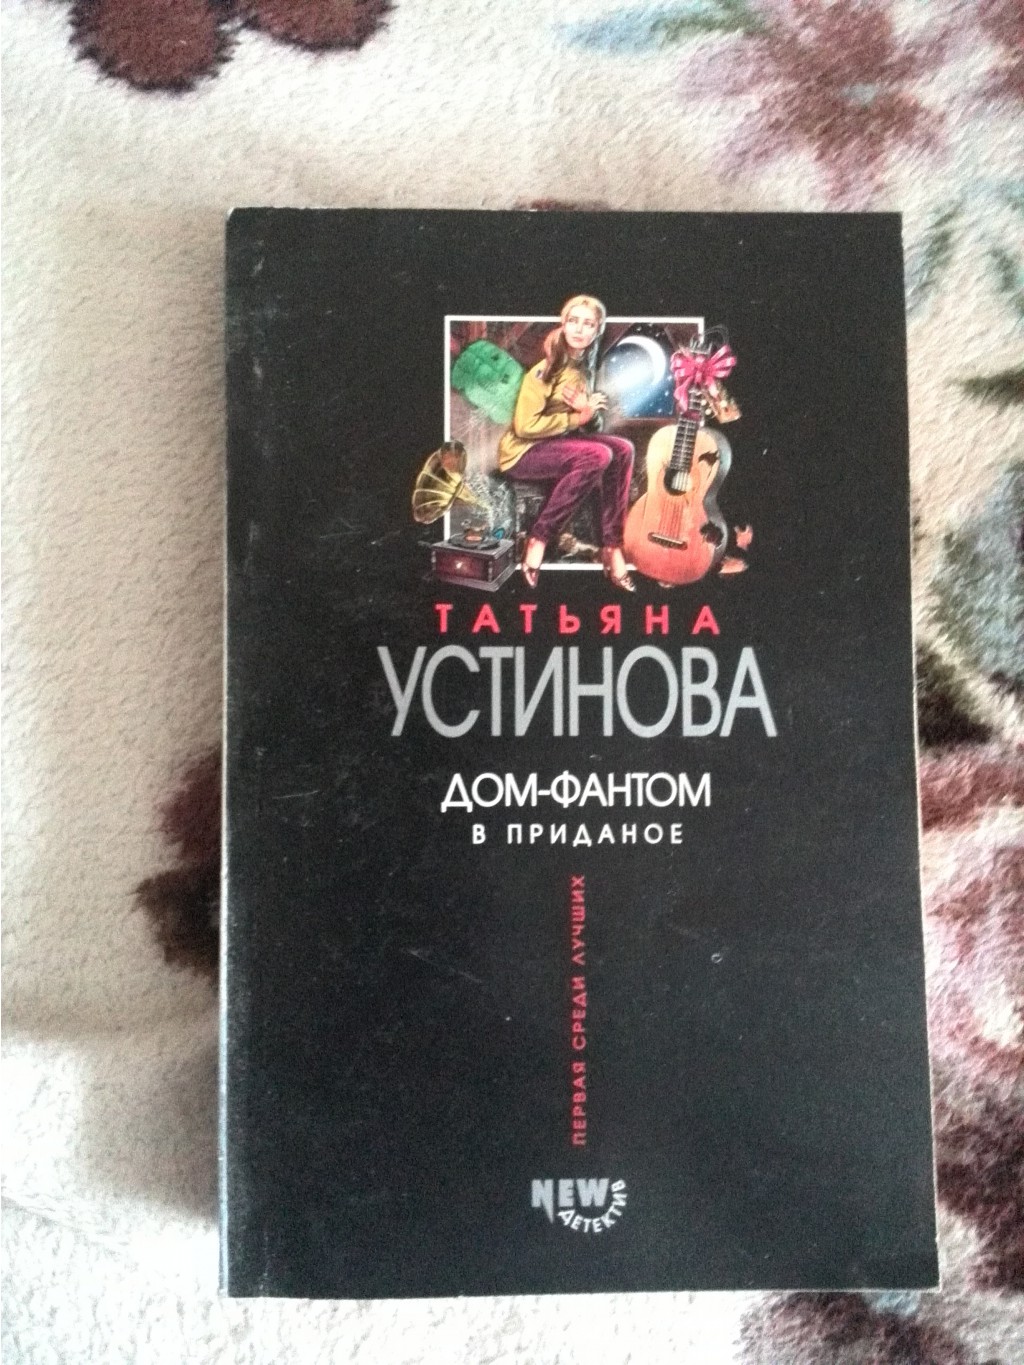 ТАТЬЯНА
УСТИНОВА
ДОМ-ФАНТОМ
В ПРИДАНОЕ
ПЕРВАЯ СРЕДИ ЛУЧШИХ
NEW
ДЕТЕКТИВ